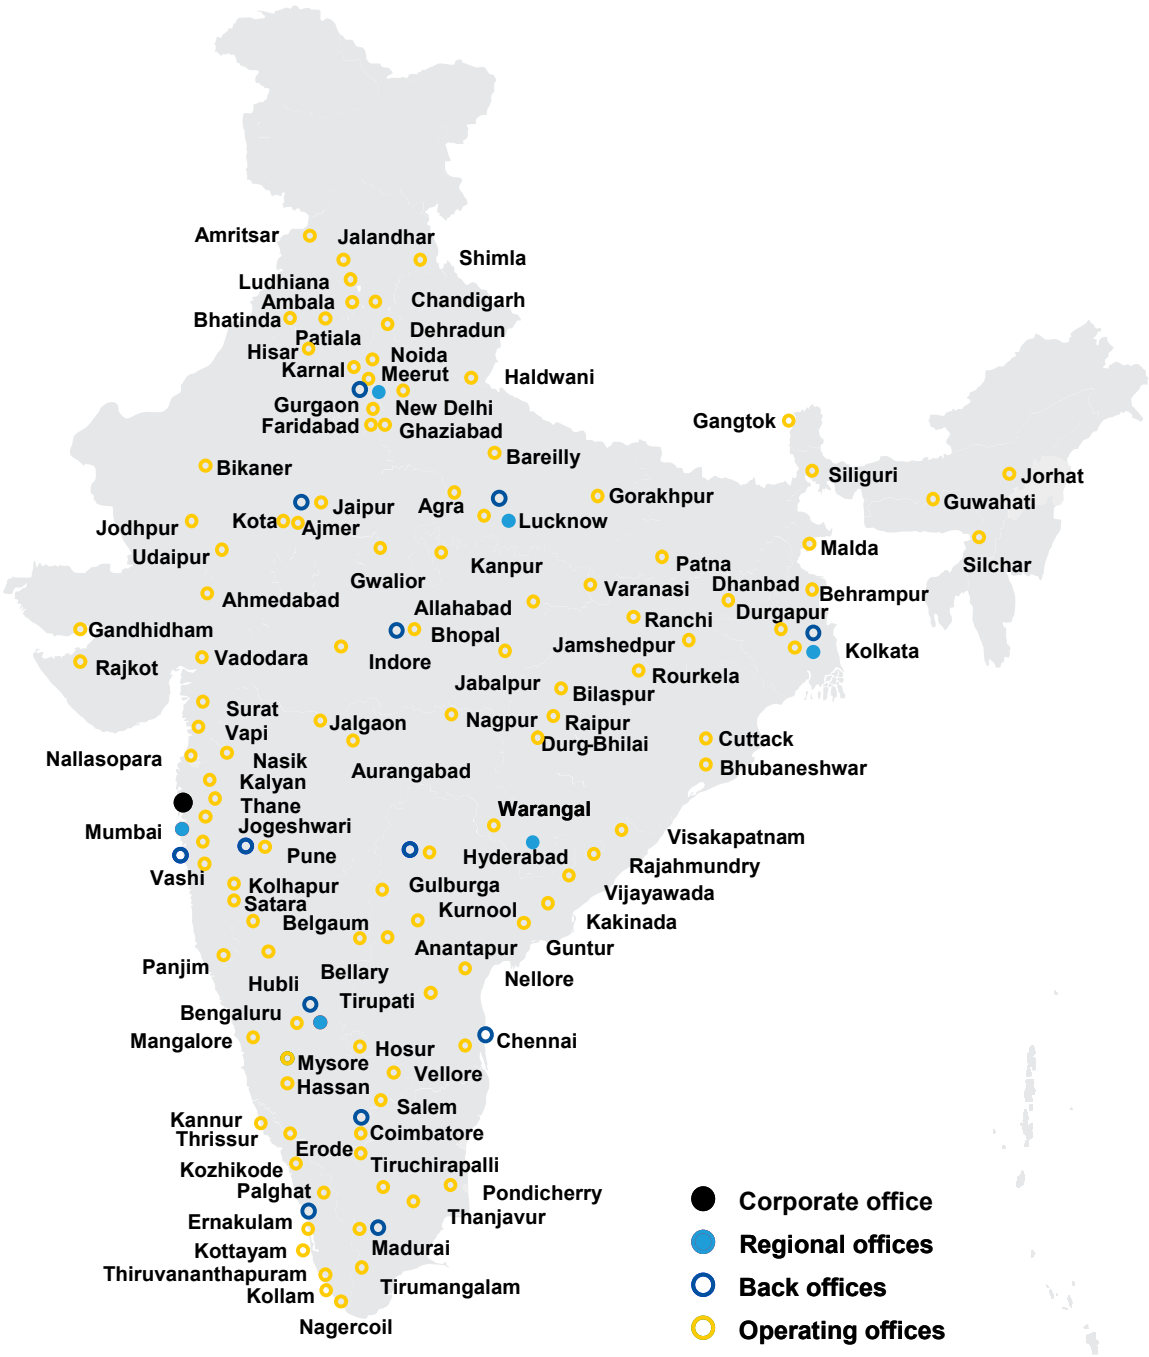 Amritsar
Jalandhar
Shimla
Ludhiana
Ambala
Chandigarh
Bhatinda
Dehradun
Patiala
Hisar
Noida
Karnal
Meerut
Haldwani
Gurgaon
New Delhi
Faridabad
Ghaziabad
Gangtok
Bareilly
Bikaner
Siliguri
Jorhat
Gorakhpur
Guwahati
Jaipur
Agra
Jodhpur
Kota
Ajmer
Lucknow
Udaipur
Malda
Kanpur
Patna
Silchar
Gwalior
Varanasi
Dhanbad
Behrampur
Ahmedabad
Allahabad
Durgapur
Gandhidham
Ranchi
Bhopal
Jamshedpur
Kolkata
Vadodara
Indore
Rajkot
Rourkela
Jabalpur
Bilaspur
Surat
Jalgaon
Nagpur
Raipur
Vapi
Durg-Bhilai
Cuttack
Nallasopara
Nasik
Aurangabad
Bhubaneshwar
Kalyan
Thane
Warangal
Mumbai
Jogeshwari
Visakapatnam
Pune
Hyderabad
Rajahmundry
Vashi
Kolhapur
Gulburga
Vijayawada
Satara
Kurnool
Belgaum
Kakinada
Anantapur
Guntur
Panjim
Bellary
Nellore
Hubli
Tirupati
Bengaluru
Mangalore
Hosur
Chennai
Mysore
Vellore
Hassan
Salem
Kannur
Coimbatore
Thrissur
Erode
Tiruchirapalli
Kozhikode
Palghat
Pondicherry
Thanjavur
Ernakulam
Kottayam
Madurai
Thiruvananthapuram
Tirumangalam
Kollam
Nagercoil
Corporate office
Regional offices
Back offices
Operating offices